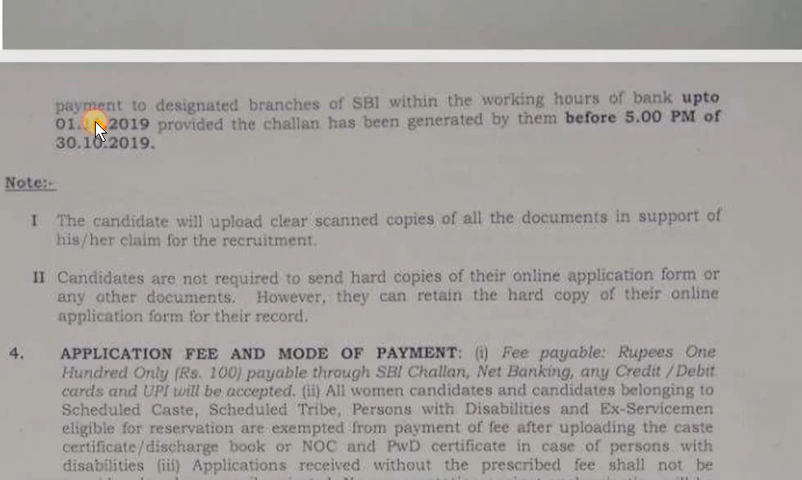 payment to designated branches of SBI within the working hours of bank upto
2019 provided the challan has been generated by them before 5.00 PM of
30.10.2019.
Note:-
I The candidate will upload clear scanned copies of all the documents in support of
his/her claim for the recruitment.
II Candidates are not required to send hard copies of their online application form or
any other documents. However, they can retain the hard copy of their online
application form for their record.
4. APPLICATION FEE AND MODE OF PAYMENT: (i) Fee payable: Rupees One
Hundred Only (Rs. 100) payable through SBI Challan, Net Banking, any Credit /Debit
cards and UPI will be accepted. (ii) All women candidates and candidates belonging to
Scheduled Caste, Scheduled Tribe, Persons with Disabilities and Ex-Servicemen
eligible for reservation are exempted from payment of fee after uploading the caste
certificate/discharge book or NOC and PwD certificate in case of persons with
disabilities (iii) Applications received without the prescribed fee shall not be